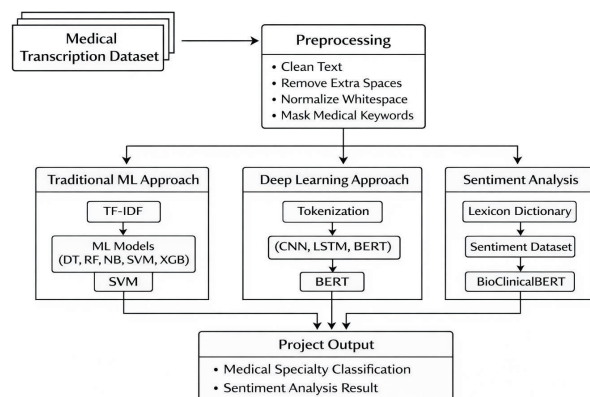 Medical
Transcription Dataset
Preprocessing
• Clean Text
• Remove Extra Spaces
• Normalize Whitespace
• Mask Medical Keywords
Traditional ML Approach
TF-IDF
ML Models
(DT, RF, NB, SVM, XGB)
SVM
Deep Learning Approach
Tokenization
(CNN, LSTM, BERT)
BERT
Sentiment Analysis
Lexicon Dictionary
Sentiment Dataset
BioClinicalBERT
Project Output
• Medical Specialty Classification
• Sentiment Analysis Result